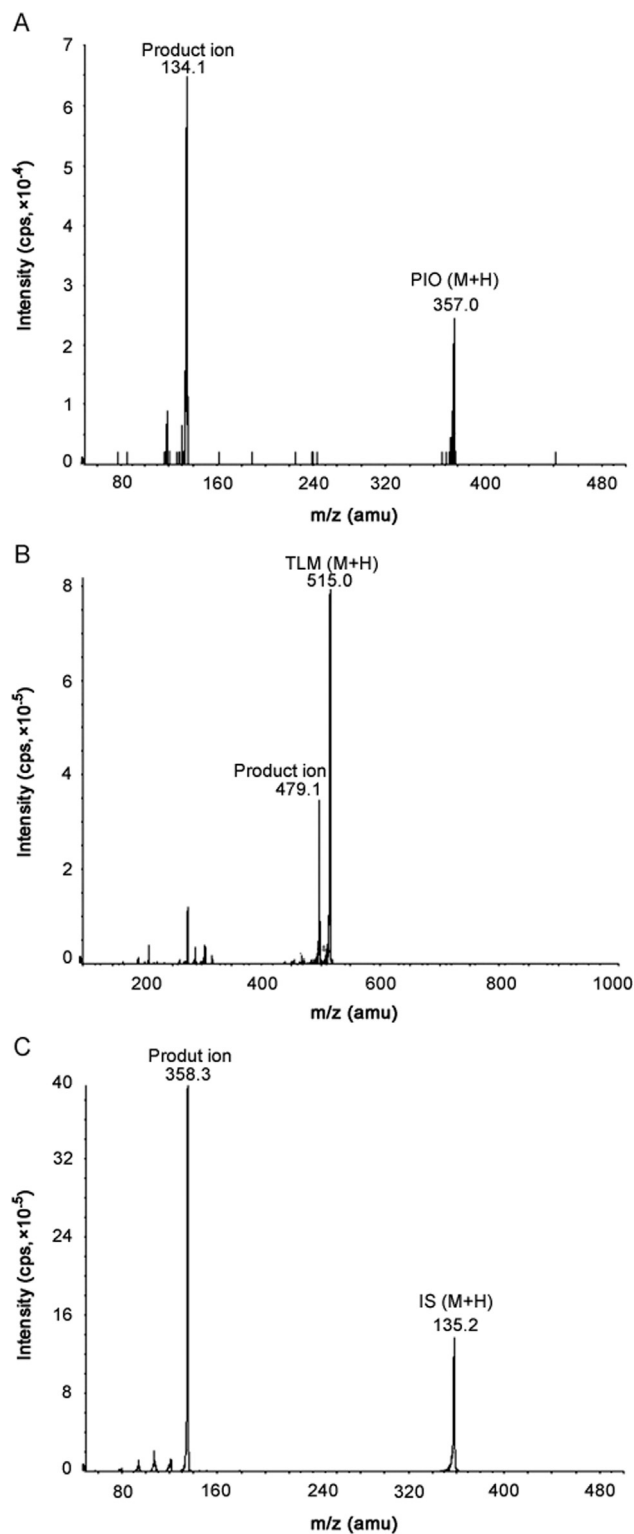 A
Product ion
134.1
PIO (M+H)
357.0
7
6
5
4
3
2
1
0
Intensity (cps, ×10⁻⁴)
80 160 240 320 400 480
m/z (amu)
B
TLM (M+H)
515.0
Product ion
479.1
8
6
4
2
0
Intensity (cps, ×10⁻⁵)
200 400 600 800 1000
m/z (amu)
C
Produt ion
358.3
IS (M+H)
135.2
40
32
24
16
8
0
Intensity (cps, ×10⁻⁵)
80 160 240 320 400 480
m/z (amu)